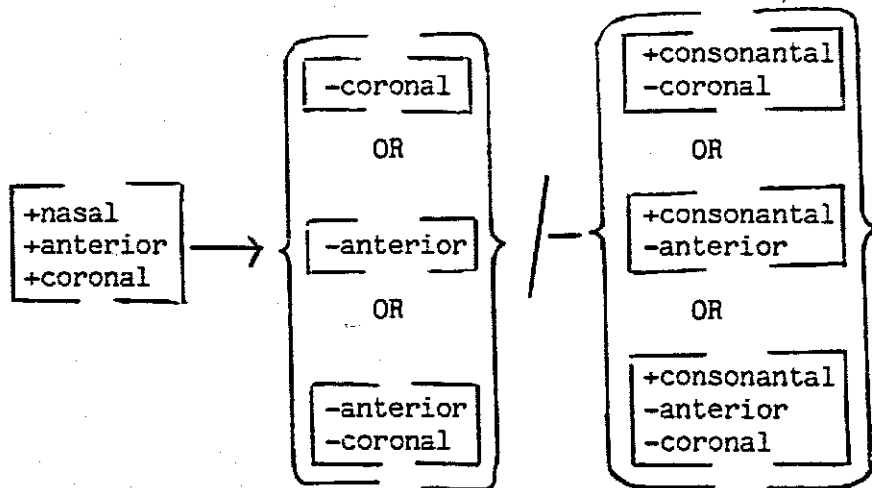 +nasal
+anterior
+coronal
-coronal
OR
-anterior
OR
-anterior
-coronal
/
+consonantal
-coronal
OR
+consonantal
-anterior
OR
+consonantal
-anterior
-coronal